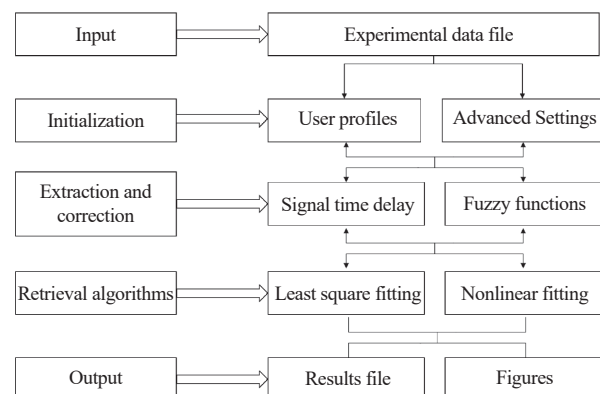 Input
Experimental data file
Initialization
User profiles
Advanced Settings
Extraction and
correction
Signal time delay
Fuzzy functions
Retrieval algorithms
Least square fitting
Nonlinear fitting
Output
Results file
Figures